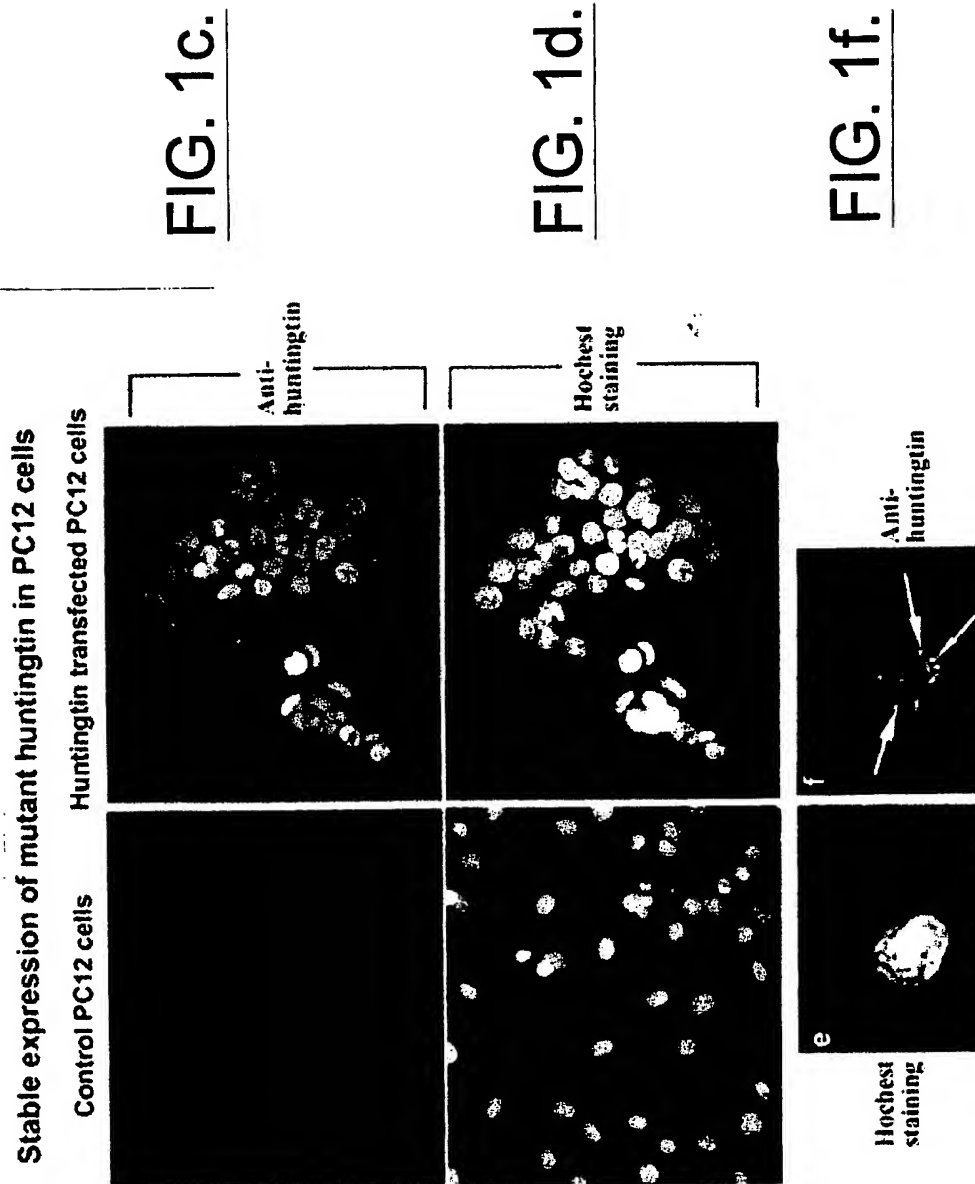 Stable expression of mutant huntingtin in PC12 cells
Control PC12 cells
Huntingtin transfected PC12 cells
Anti-
huntingtin
FIG. 1c.
Hochest
staining
FIG. 1d.
Hochest
staining
e
f
Anti-
huntingtin
FIG. 1f.